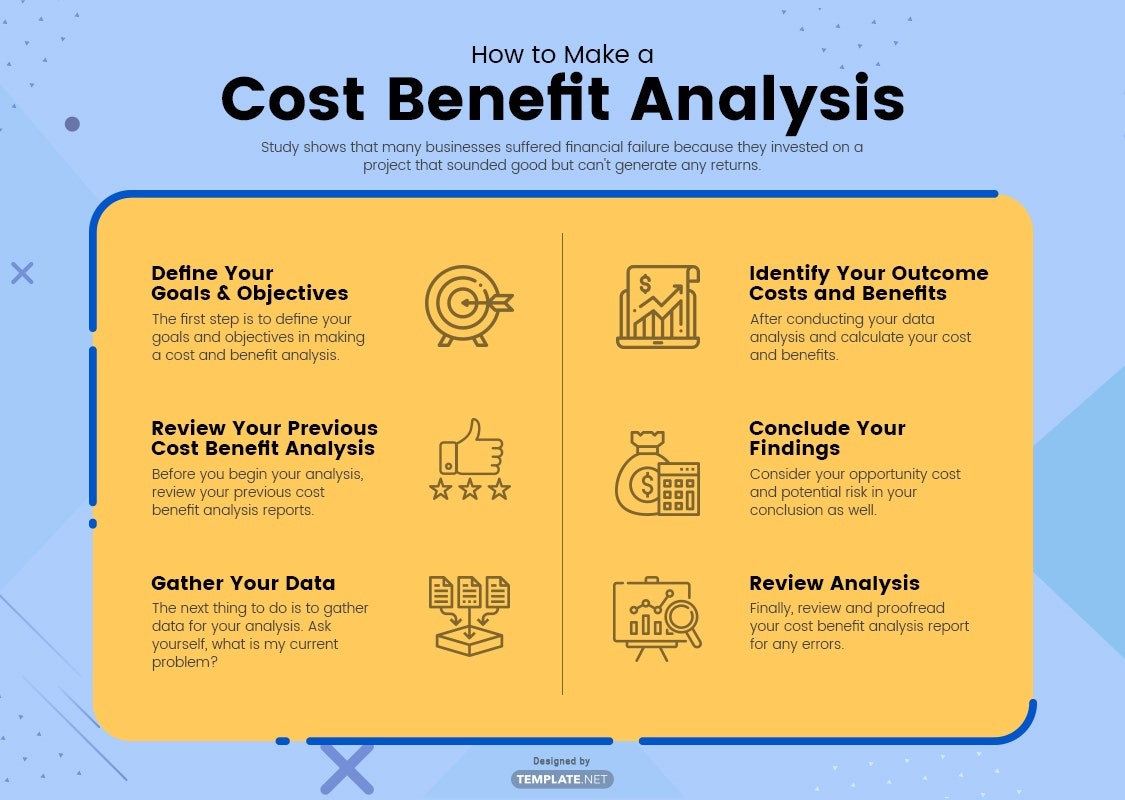 How to Make a
Cost Benefit Analysis
Study shows that many businesses suffered financial failure because they invested on a
project that sounded good but can't generate any returns.
Define Your
Goals & Objectives
The first step is to define your
goals and objectives in making
a cost and benefit analysis.
Review Your Previous
Cost Benefit Analysis
Before you begin your analysis,
review your previous cost
benefit analysis reports.
Gather Your Data
The next thing to do is to gather
data for your analysis. Ask
yourself, what is my current
problem?
Identify Your Outcome
Costs and Benefits
After conducting your data
analysis and calculate your cost
and benefits.
Conclude Your
Findings
Consider your opportunity cost
and potential risk in your
conclusion as well.
Review Analysis
Finally, review and proofread
your cost benefit analysis report
for any errors.
$
$
Designed by
TEMPLATE.NET